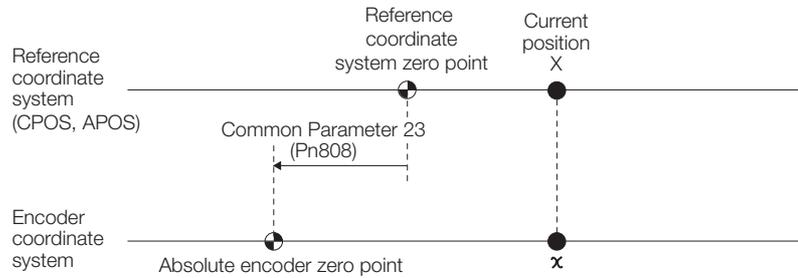 Reference
coordinate
system zero point
Current
position
X
Reference
coordinate
system
(CPOS, APOS)
Common Parameter 23
(Pn808)
Encoder
coordinate
system
Absolute encoder zero point
x